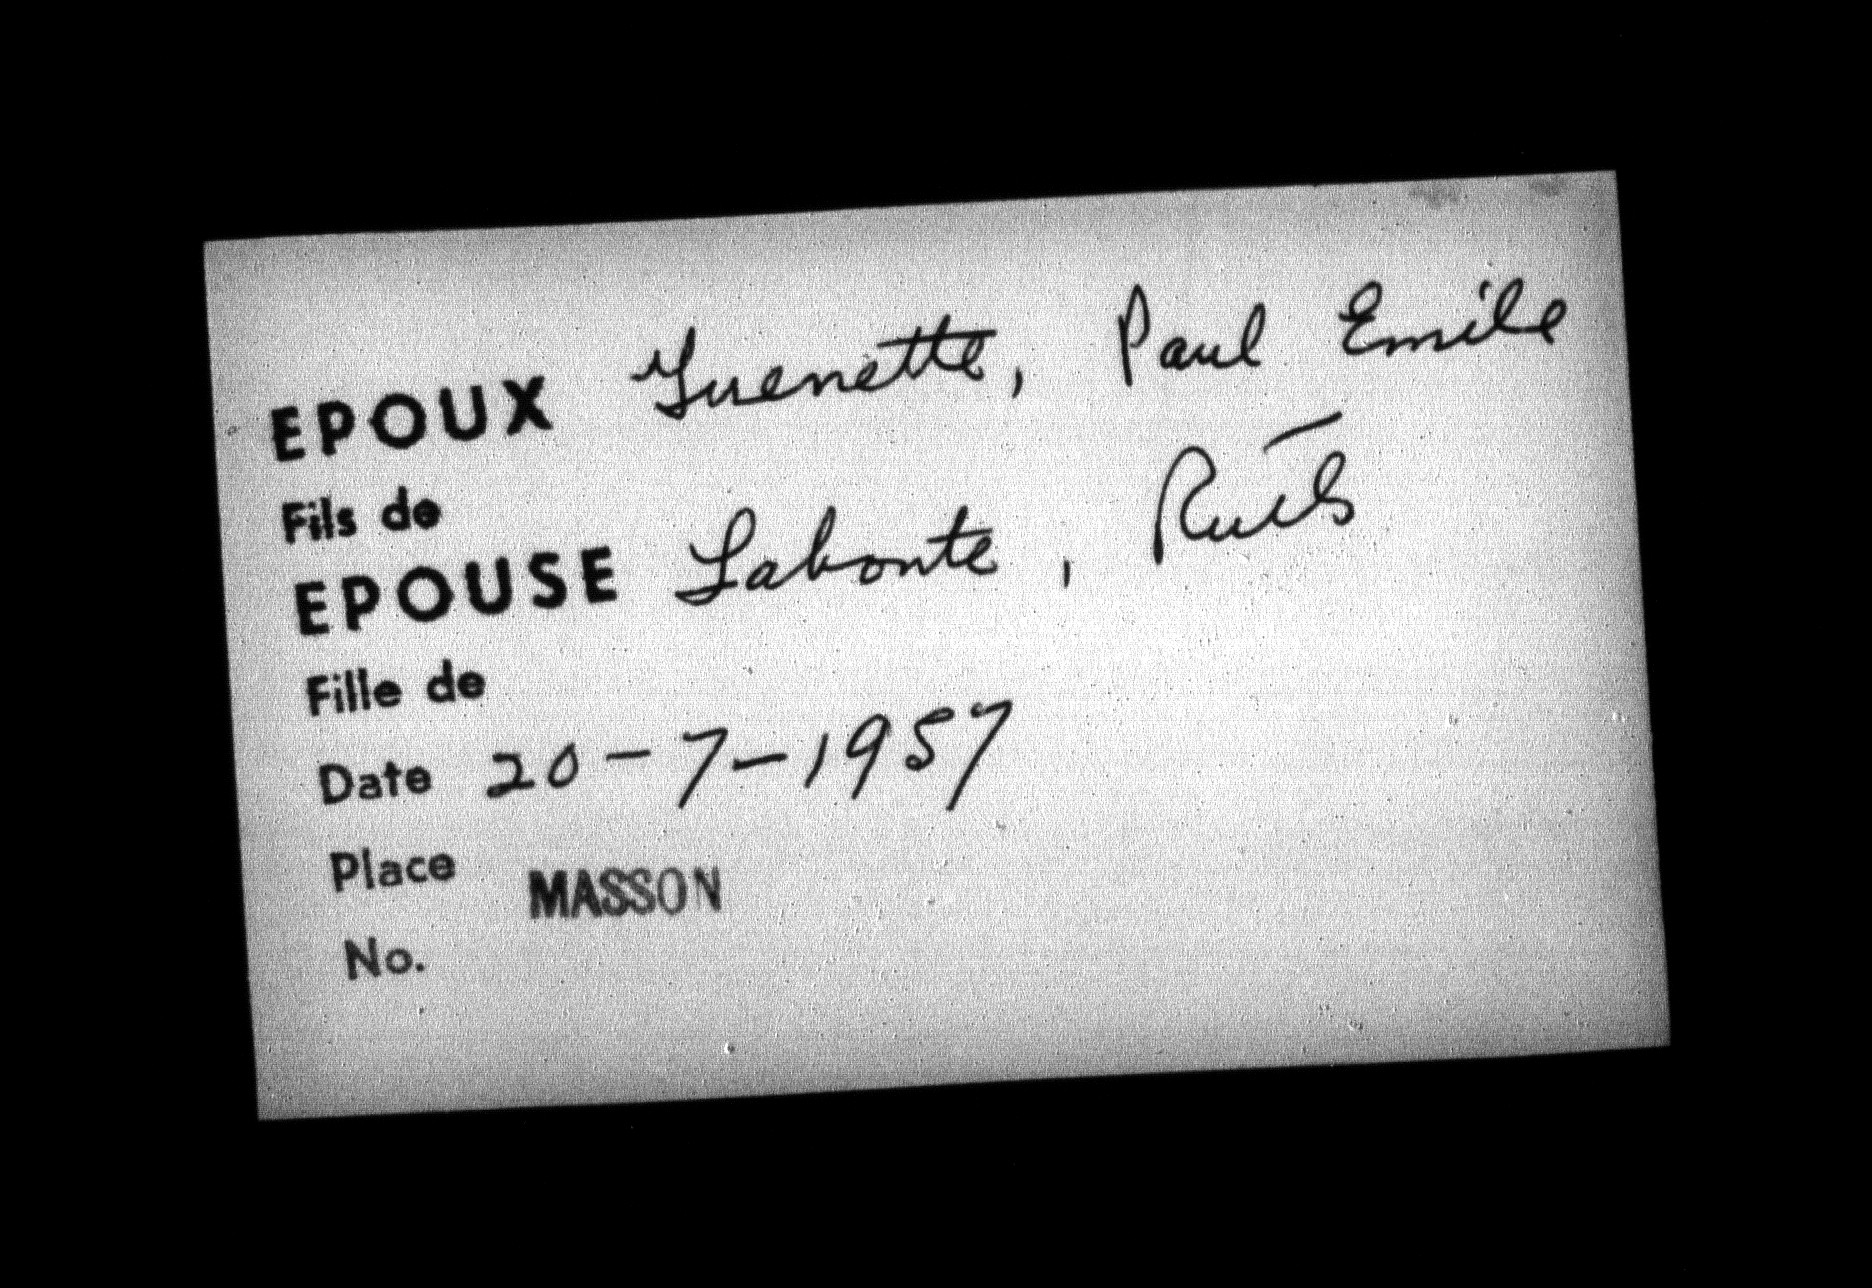 EPOUX Guenette, Paul Emile
Fils de
EPOUSE Labonte, Ruth
Fille de
Date 20-7-1957
Place MASSON
No.